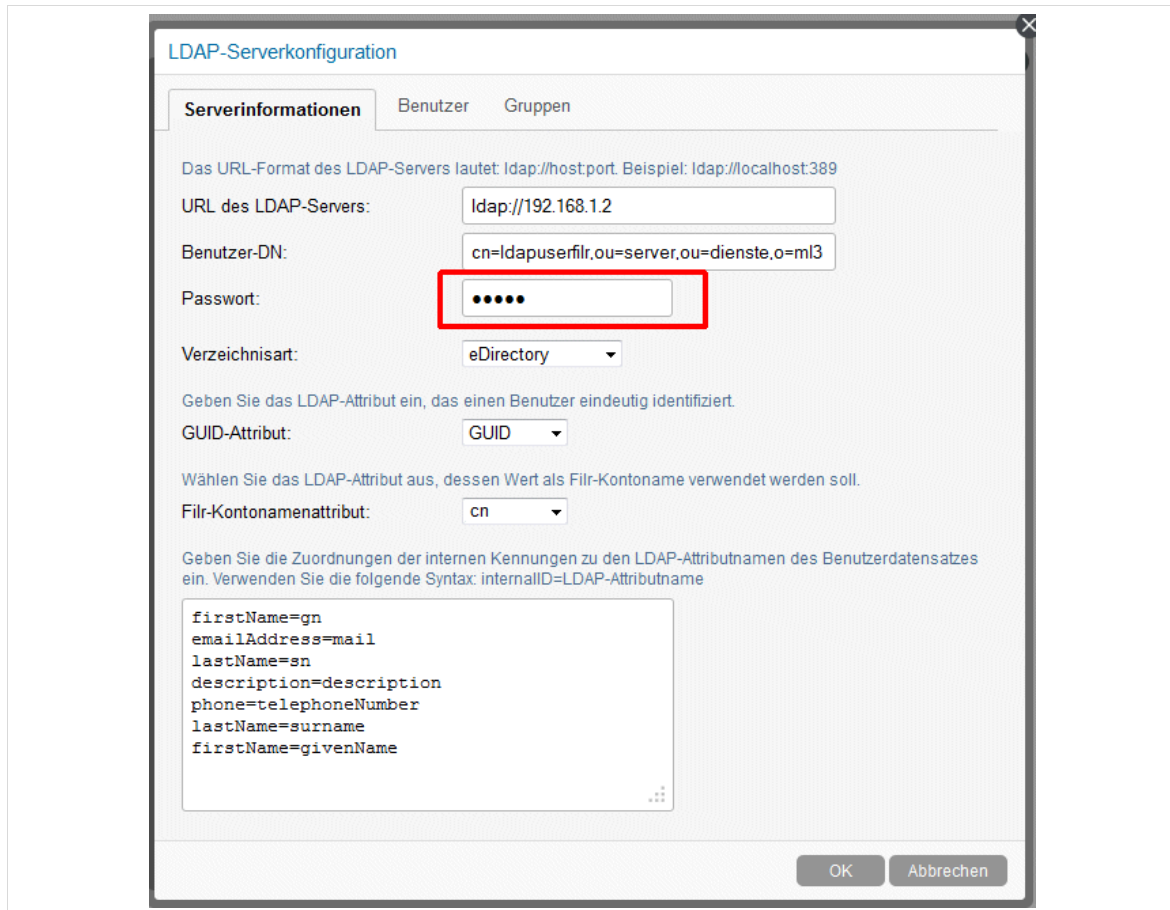 LDAP-Serverkonfiguration
Serverinformationen Benutzer Gruppen
Das URL-Format des LDAP-Servers lautet: ldap://host:port. Beispiel: ldap://localhost:389
URL des LDAP-Servers: ldap://192.168.1.2
Benutzer-DN: cn=ldapuserfilr,ou=server,ou=dienste,o=ml3
Passwort: •••••
Verzeichnisart: eDirectory
Geben Sie das LDAP-Attribut ein, das einen Benutzer eindeutig identifiziert.
GUID-Attribut: GUID
Wählen Sie das LDAP-Attribut aus, dessen Wert als Filr-Kontoname verwendet werden soll.
Filr-Kontonamenattribut: cn
Geben Sie die Zuordnungen der internen Kennungen zu den LDAP-Attributnamen des Benutzerdatensatzes
ein. Verwenden Sie die folgende Syntax: internalID=LDAP-Attributname
firstName=gn
emailAddress=mail
lastName=sn
description=description
phone=telephoneNumber
lastName=surname
firstName=givenName
OK Abbrechen